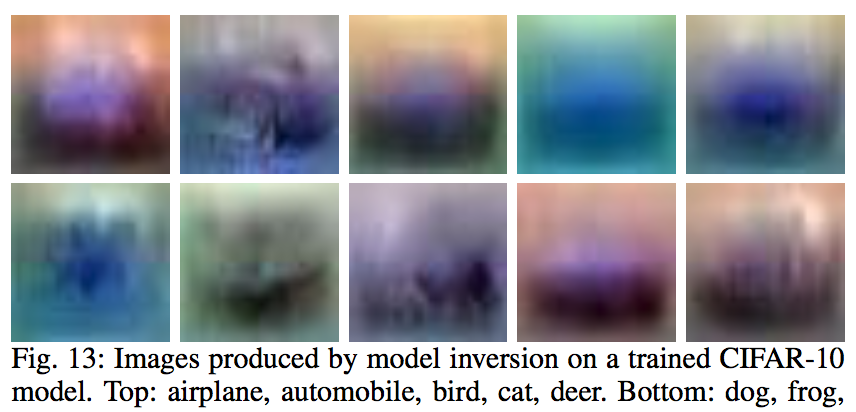 Fig. 13: Images produced by model inversion on a trained CIFAR-10
model. Top: airplane, automobile, bird, cat, deer. Bottom: dog, frog,